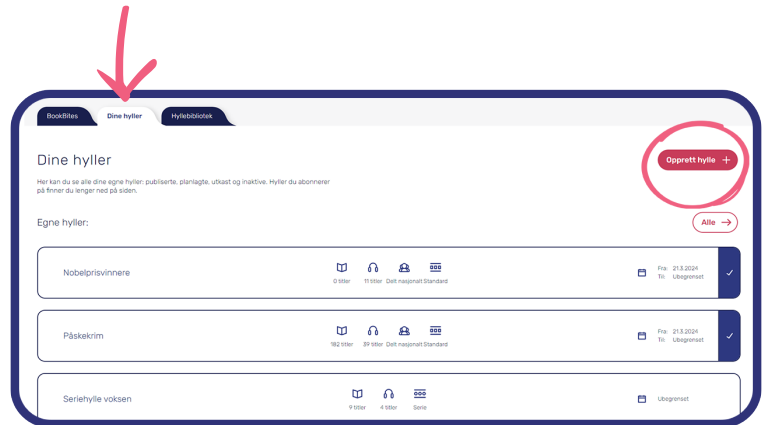 BookBites Dine hyller Hyllebibliotek
Dine hyller
Opprett hylle +
Her kan du se alle dine egne hyller: publiserte, planlagte, utkast og inaktive. Hyller du abonnerer
på finner du lenger ned på siden.
Egne hyller:
Alle →
Nobelprisvinnere
0 titler 11 titler Delt nasjonalt Standard
Fra: 21.3.2024
Til: Ubegrenset
Påskekrim
182 titler 39 titler Delt nasjonalt Standard
Fra: 21.3.2024
Til: Ubegrenset
Seriehylle voksen
9 titler 4 titler Serie
Ubegrenset